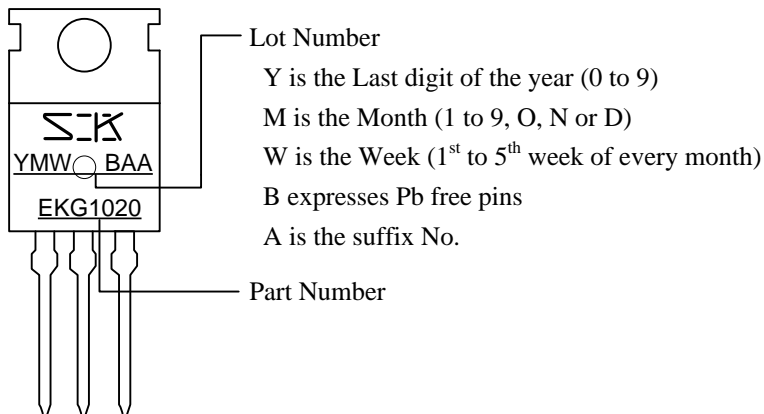 Lot Number
Y is the Last digit of the year (0 to 9)
M is the Month (1 to 9, O, N or D)
W is the Week (1st to 5th week of every month)
B expresses Pb free pins
A is the suffix No.
SK
YMW BAA
EKG1020
Part Number